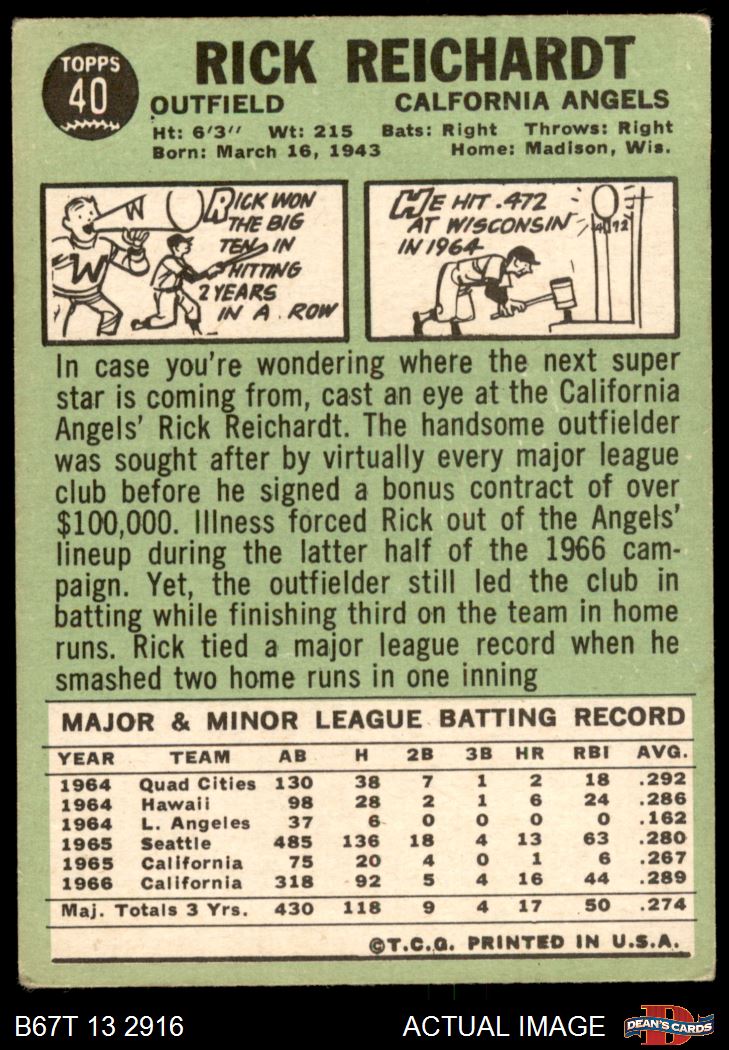 TOPPS
40
RICK REICHARDT
OUTFIELD CALFORNIA ANGELS
Ht: 6'3" Wt: 215 Bats: Right Throws: Right
Born: March 16, 1943 Home: Madison, Wis.
W
W
RICK WON
THE BIG
TEN IN
HITTING
2 YEARS
IN A ROW
HE HIT .472
AT WISCONSIN
IN 1964
.472
In case you're wondering where the next super
star is coming from, cast an eye at the California
Angels' Rick Reichardt. The handsome outfielder
was sought after by virtually every major league
club before he signed a bonus contract of over
$100,000. Illness forced Rick out of the Angels'
lineup during the latter half of the 1966 cam-
paign. Yet, the outfielder still led the club in
batting while finishing third on the team in home
runs. Rick tied a major league record when he
smashed two home runs in one inning
MAJOR & MINOR LEAGUE BATTING RECORD
YEAR TEAM AB H 2B 3B HR RBI AVG.
1964 Quad Cities 130 38 7 1 2 18 .292
1964 Hawaii 98 28 2 1 6 24 .286
1964 L. Angeles 37 6 0 0 0 0 .162
1965 Seattle 485 136 18 4 13 63 .280
1965 California 75 20 4 0 1 6 .267
1966 California 318 92 5 4 16 44 .289
Maj. Totals 3 Yrs. 430 118 9 4 17 50 .274
©T.C.G. PRINTED IN U.S.A.
B67T 13 2916 ACTUAL IMAGE
D
DEAN'S CARDS